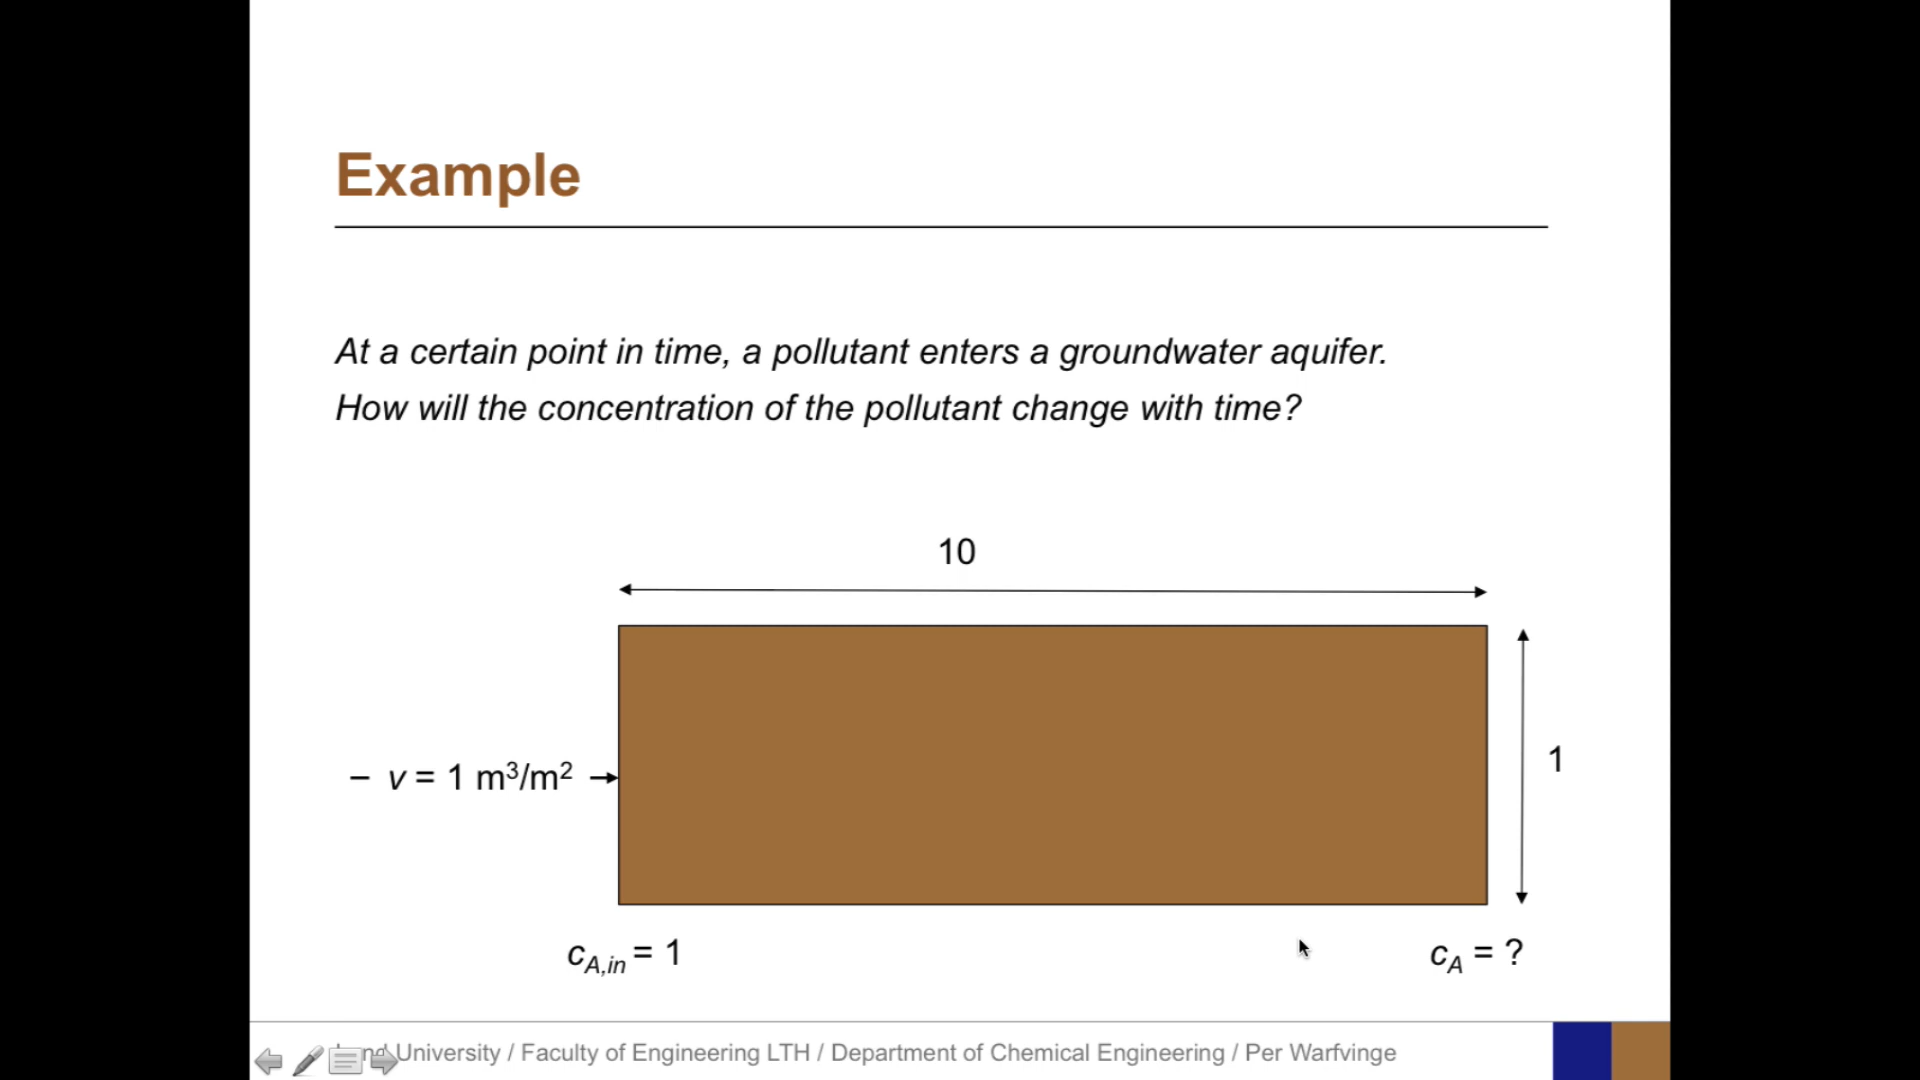 Example
At a certain point in time, a pollutant enters a groundwater aquifer.
How will the concentration of the pollutant change with time?
10
– v = 1 m³/m²
1
c_A,in = 1
c_A = ?
University / Faculty of Engineering LTH / Department of Chemical Engineering / Per Warfvinge